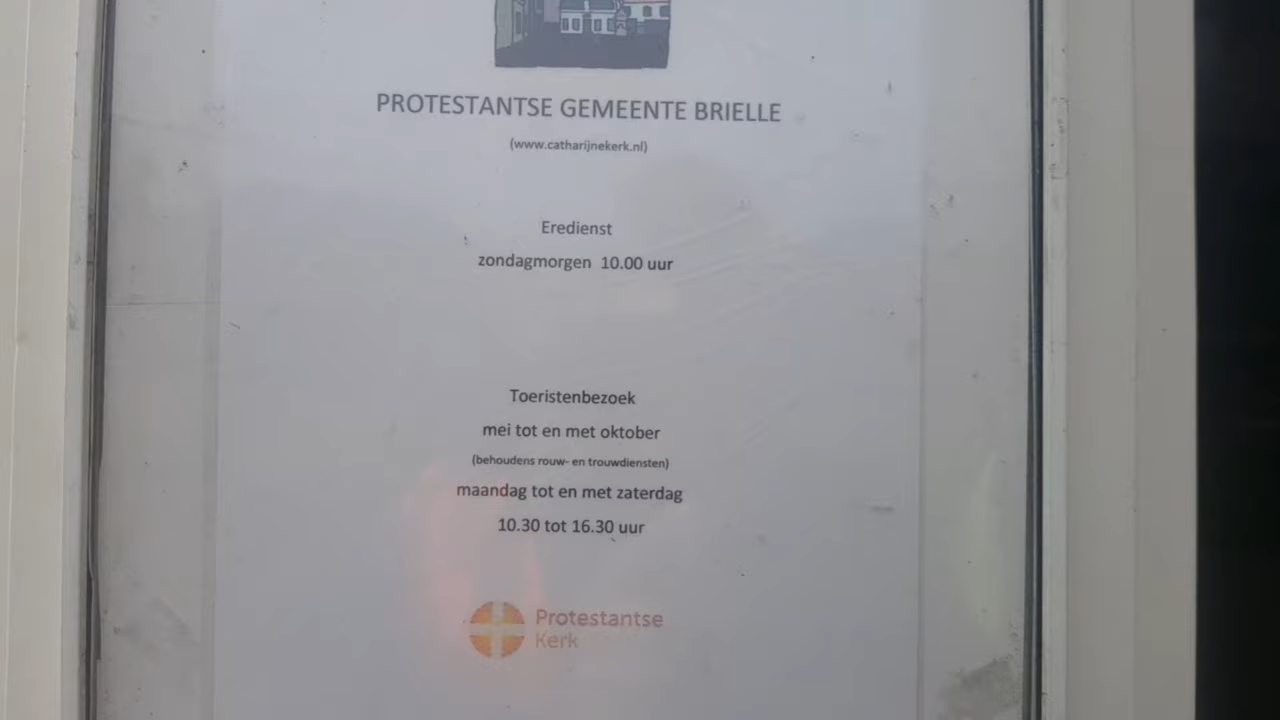 PROTESTANTSE GEMEENTE BRIELLE
(www.catharijnekerk.nl)
Eredienst
zondagmorgen 10.00 uur
Toeristenbezoek
mei tot en met oktober
(behoudens rouw- en trouwdiensten)
maandag tot en met zaterdag
10.30 tot 16.30 uur
Protestantse
Kerk